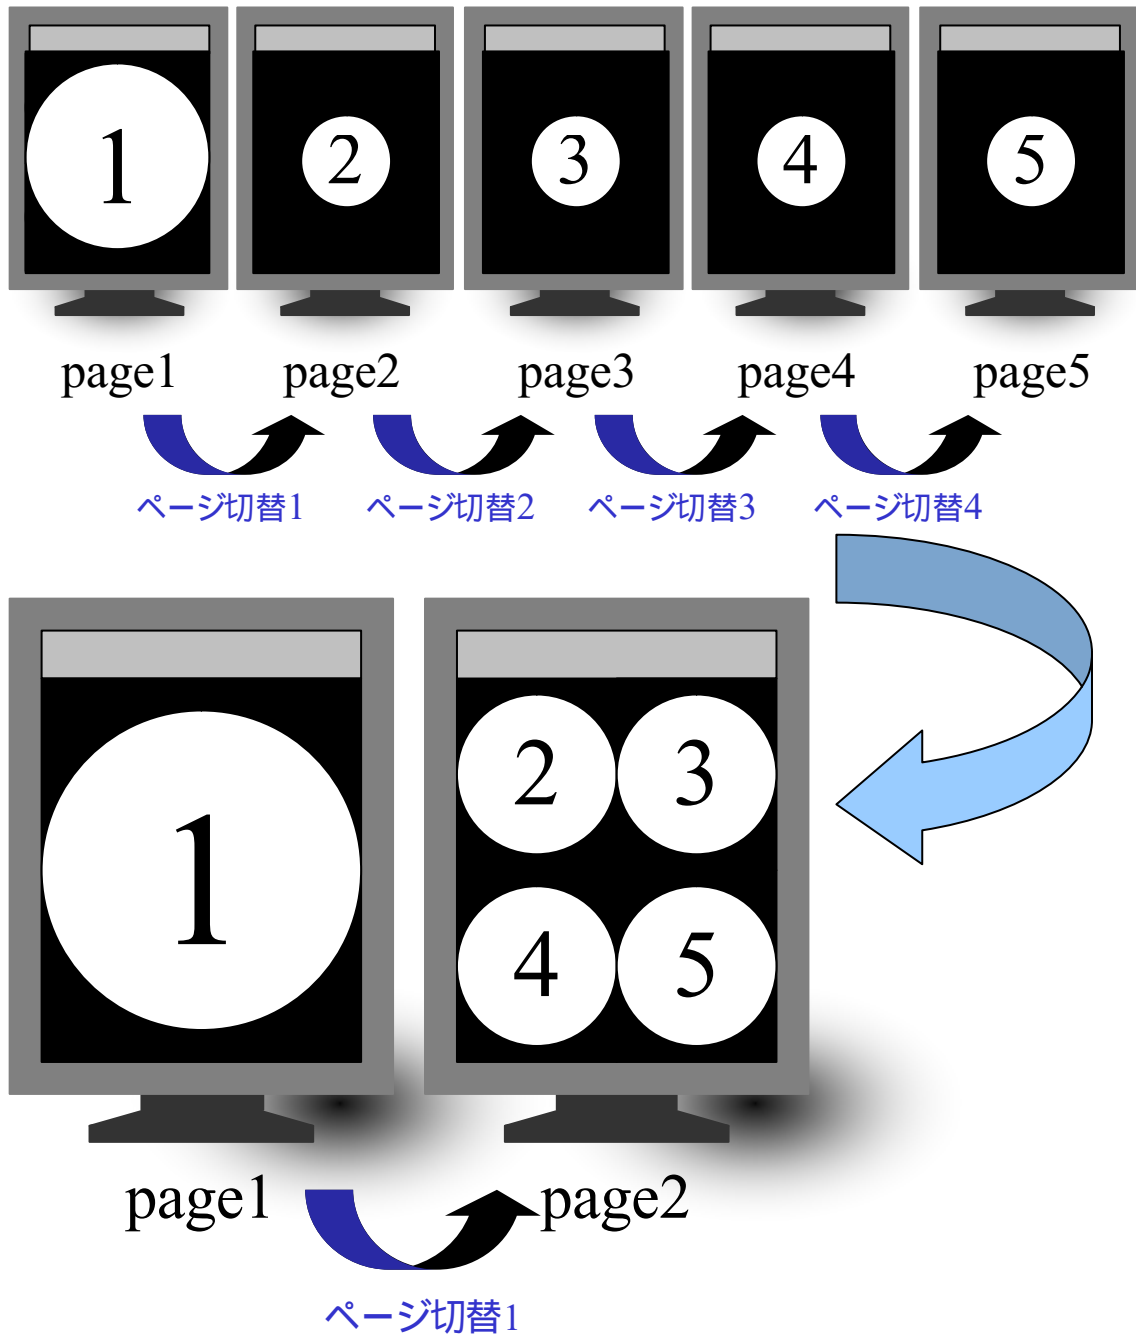 1 2 3 4 5
page1 page2 page3 page4 page5
ページ切替1 ページ切替2 ページ切替3 ページ切替4
1
2 3
4 5
page1 page2
ページ切替1